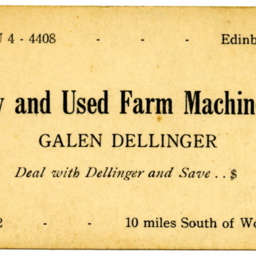 J 4 - 4408 - - - Edinb
and Used Farm Machin
GALEN DELLINGER
Deal with Dellinger and Save . . $
2 - - 10 miles South of Wo